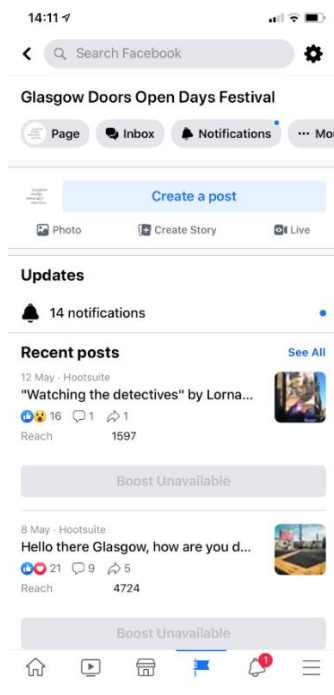 14:11
Search Facebook
Glasgow Doors Open Days Festival
Page Inbox Notifications ··· Mo
Create a post
Photo Create Story Live
Updates
14 notifications
Recent posts See All
12 May · Hootsuite
"Watching the detectives" by Lorna...
16 1 1
Reach 1597
Boost Unavailable
8 May · Hootsuite
Hello there Glasgow, how are you d...
21 9 5
Reach 4724
Boost Unavailable
1